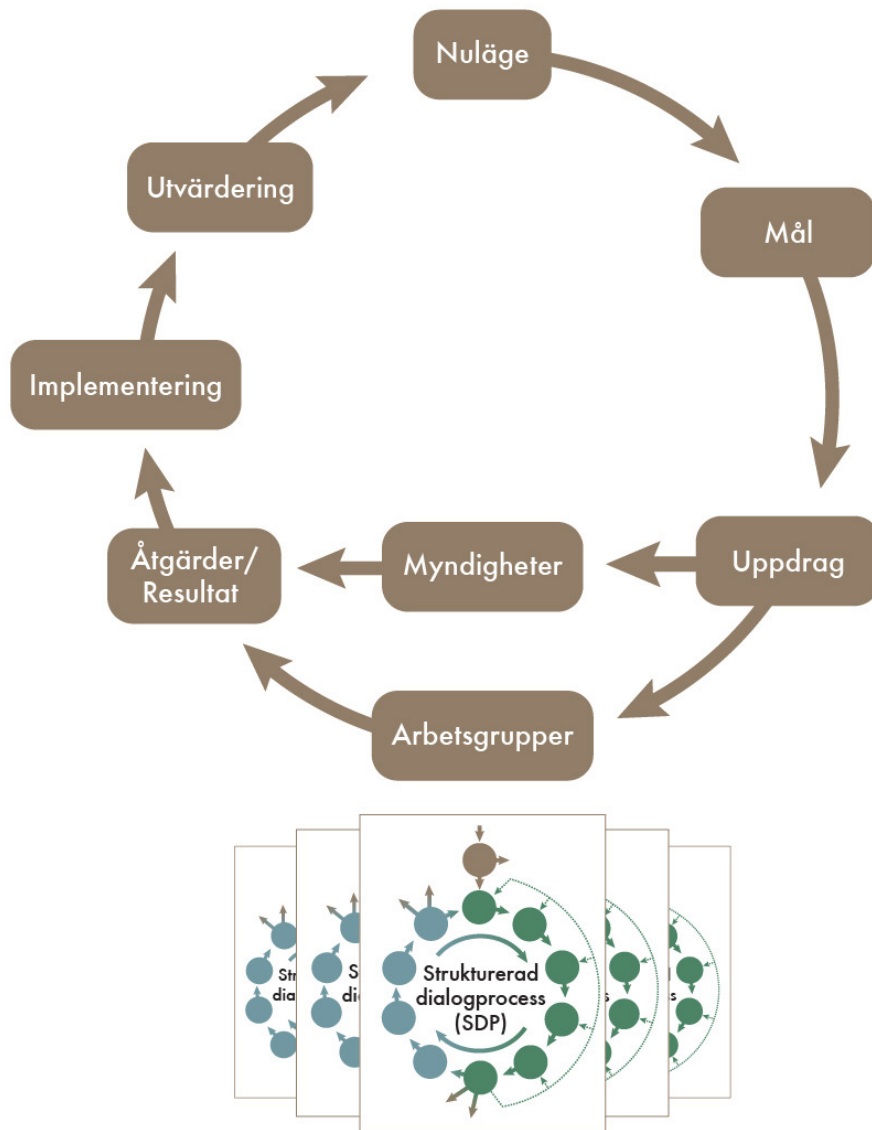 Nuläge
Mål
Uppdrag
Myndigheter
Arbetsgrupper
Åtgärder/
Resultat
Implementering
Utvärdering
Strukturerad
dialogprocess
(SDP)